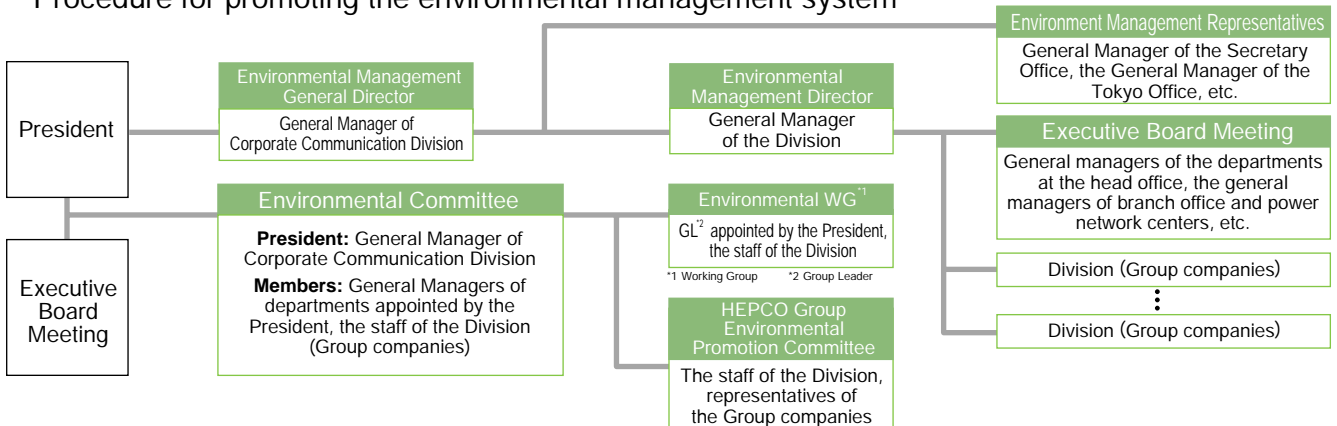 Procedure for promoting the environmental management system
President
Executive
Board
Meeting
Environmental Management
General Director
General Manager of
Corporate Communication Division
Environmental Committee
President: General Manager of
Corporate Communication Division
Members: General Managers of
departments appointed by the
President, the staff of the Division
(Group companies)
Environmental
Management Director
General Manager
of the Division
Environmental WG*1
GL*2 appointed by the President,
the staff of the Division
*1 Working Group *2 Group Leader
HEPCO Group
Environmental
Promotion Committee
The staff of the Division,
representatives of
the Group companies
Environment Management Representatives
General Manager of the Secretary
Office, the General Manager of the
Tokyo Office, etc.
Executive Board Meeting
General managers of the departments
at the head office, the general
managers of branch office and power
network centers, etc.
Division (Group companies)
Division (Group companies)